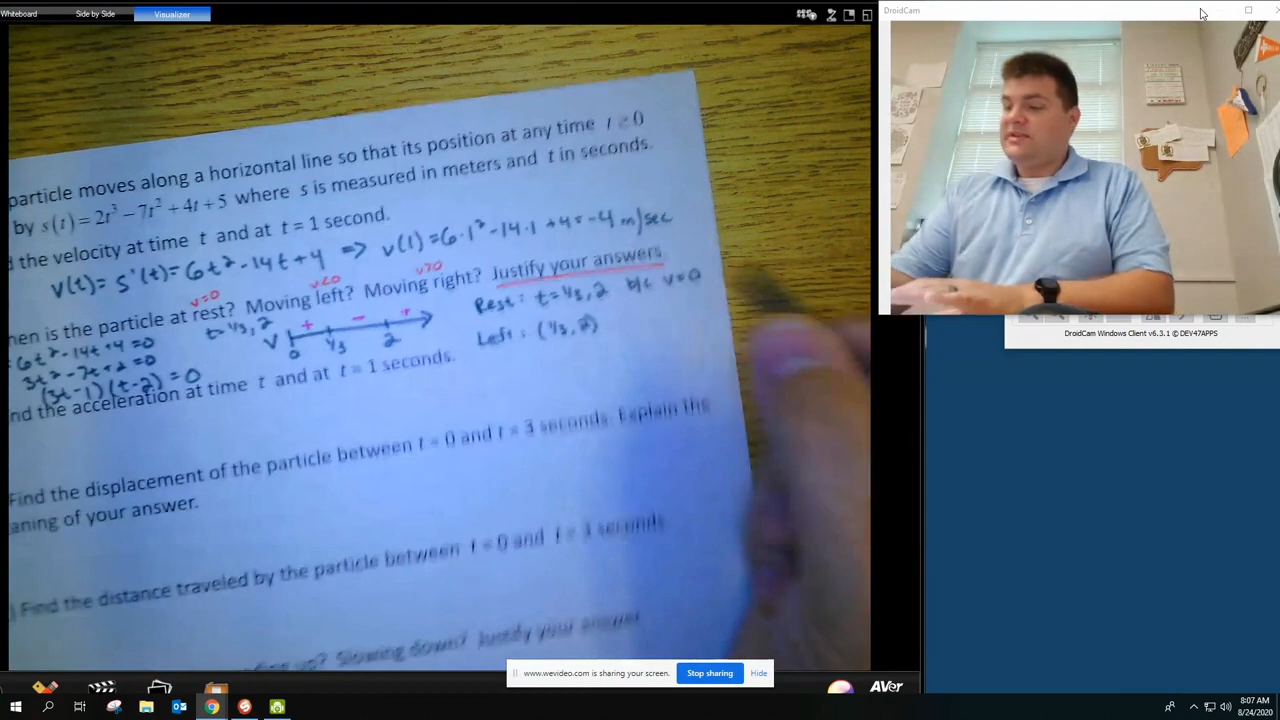 Whiteboard Side by Side Visualizer
DroidCam
particle moves along a horizontal line so that its position at any time t ≥ 0
by s(t) = 2t³ − 7t² + 4t + 5 where s is measured in meters and t in seconds.
the velocity at time t and at t = 1 second.
v(t) = s'(t) = 6t² - 14t + 4 ⇒ v(1) = 6·1² - 14·1 + 4 = -4 m/sec
v=0 v<0 v>0
hen is the particle at rest? Moving left? Moving right? Justify your answers
6t² - 14t + 4 = 0 t = 1/3, 2
3t² - 7t + 2 = 0
(3t-1)(t-2) = 0
+ − +
V 0 1/3 2
Rest: t = 1/3, 2 b/c v=0
Left: (1/3, 2)
nd the acceleration at time t and at t = 1 seconds.
Find the displacement of the particle between t = 0 and t = 3 seconds. Explain the
aning of your answer.
) Find the distance traveled by the particle between t = 0 and t = 3 seconds
up? Slowing down? Justify your answer
DroidCam Windows Client v6.3.1 © DEV47APPS
www.wevideo.com is sharing your screen. Stop sharing Hide
AVer
8:07 AM
8/24/2020